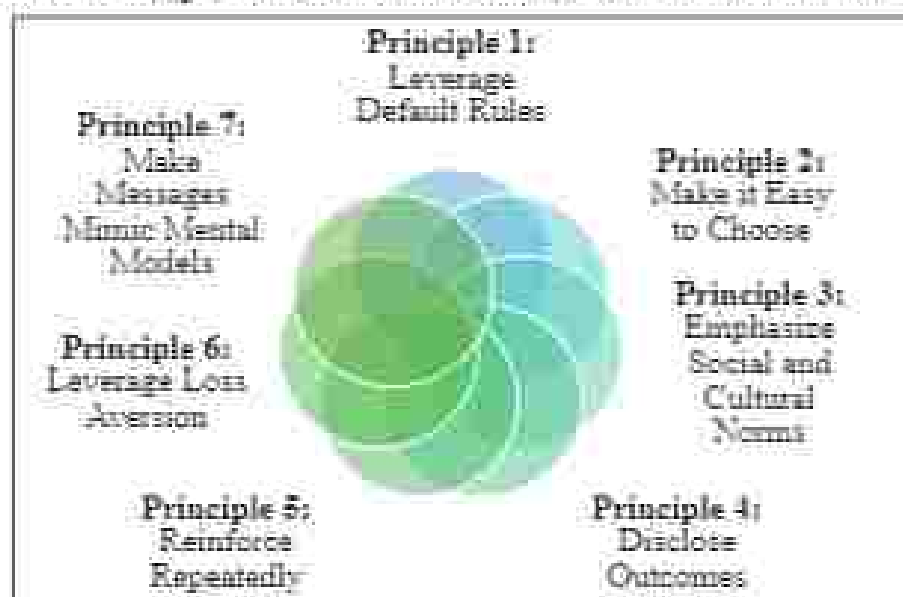 Principle 1:
Leverage
Default Rules
Principle 2:
Make it Easy
to Choose
Principle 3:
Emphasize
Social and
Cultural
Norms
Principle 4:
Disclose
Outcomes
Principle 5:
Reinforce
Repeatedly
Principle 6:
Leverage Loss
Aversion
Principle 7:
Make
Messages
Mimic Mental
Models